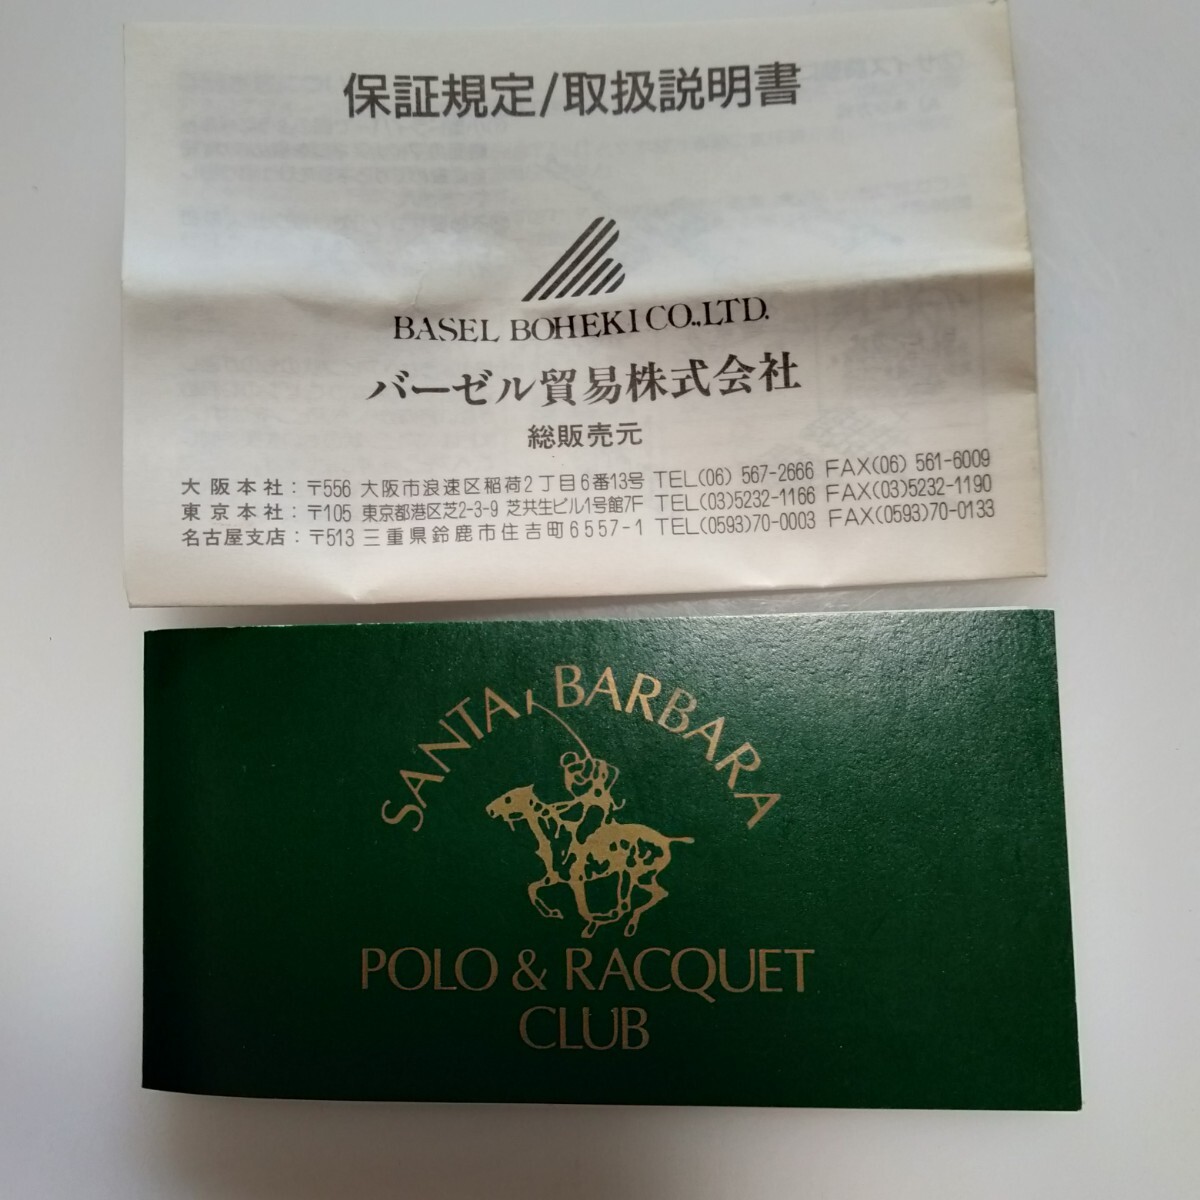 保証規定/取扱説明書
BASEL BOHEKI CO.,LTD.
バーゼル貿易株式会社
総販売元
大阪本社：〒556 大阪市浪速区稲荷2丁目6番13号 TEL(06) 567-2666 FAX(06) 561-6009
東京本社：〒105 東京都港区芝2-3-9 芝共生ビル1号館7F TEL(03)5232-1166 FAX(03)5232-1190
名古屋支店：〒513 三重県鈴鹿市住吉町6557-1 TEL(0593)70-0003 FAX(0593)70-0133
SANTA BARBARA
POLO & RACQUET
CLUB